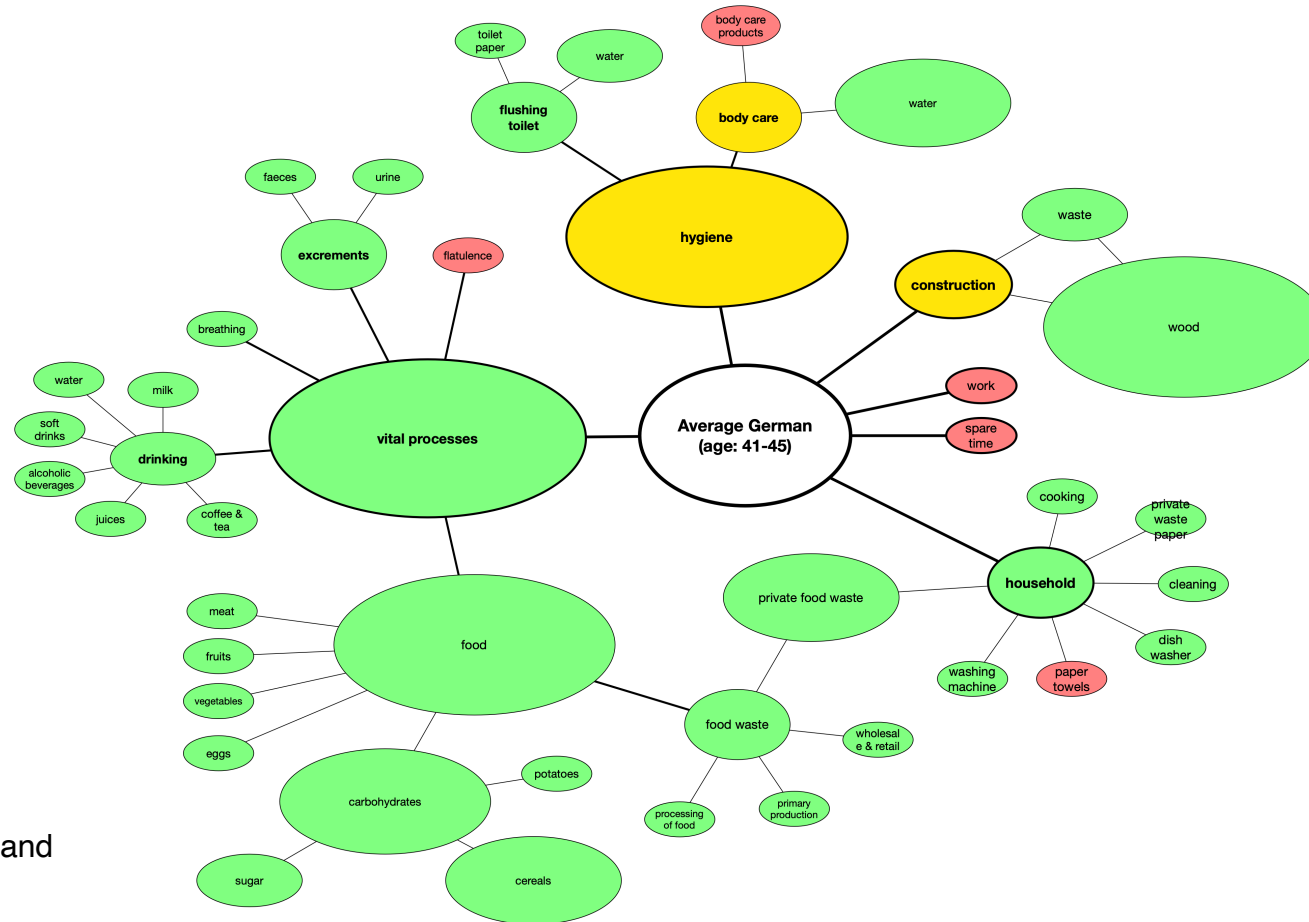 toilet
paper
water
body care
products
flushing
toilet
body care
water
faeces
urine
excrements
flatulence
hygiene
waste
construction
wood
breathing
water
milk
soft
drinks
drinking
alcoholic
beverages
juices
coffee &
tea
vital processes
Average German
(age: 41-45)
work
spare
time
cooking
private
waste
paper
household
cleaning
dish
washer
washing
machine
paper
towels
private food waste
meat
fruits
vegetables
eggs
food
food waste
wholesal
e & retail
processing
of food
primary
production
carbohydrates
potatoes
sugar
cereals
and